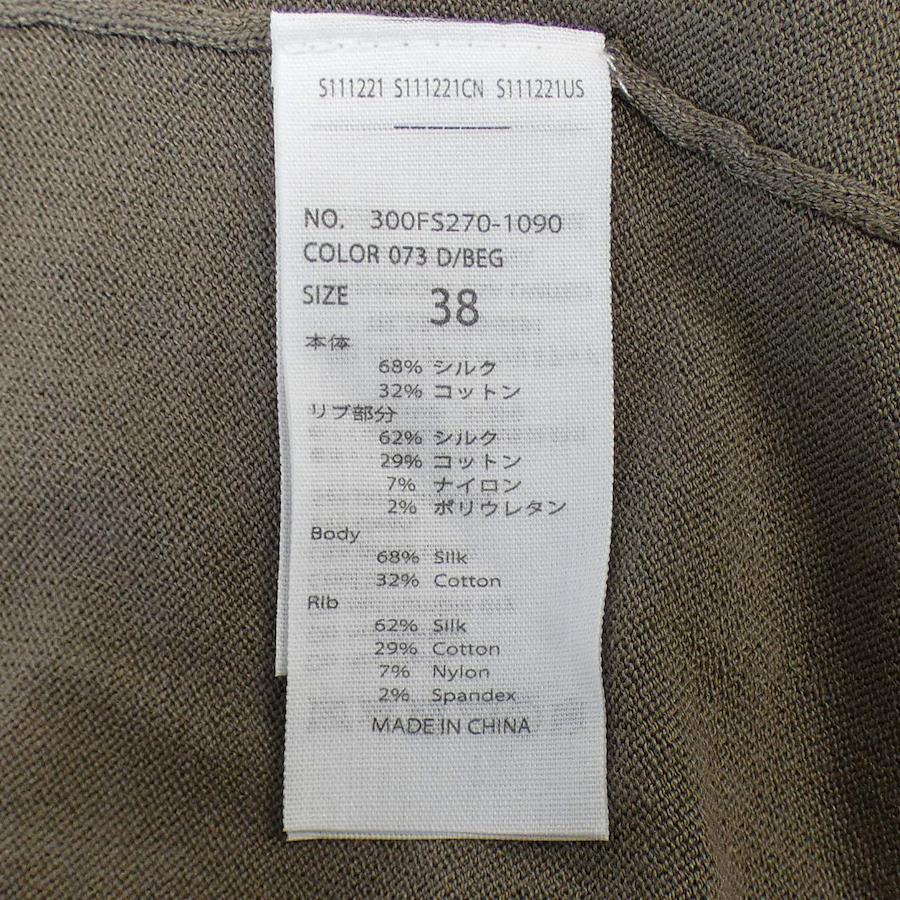 S111221 S111221CN S111221US
NO. 300FS270-1090
COLOR 073 D/BEG
SIZE 38
本体
68% シルク
32% コットン
リブ部分
62% シルク
29% コットン
7% ナイロン
2% ポリウレタン
Body
68% Silk
32% Cotton
Rib
62% Silk
29% Cotton
7% Nylon
2% Spandex
MADE IN CHINA